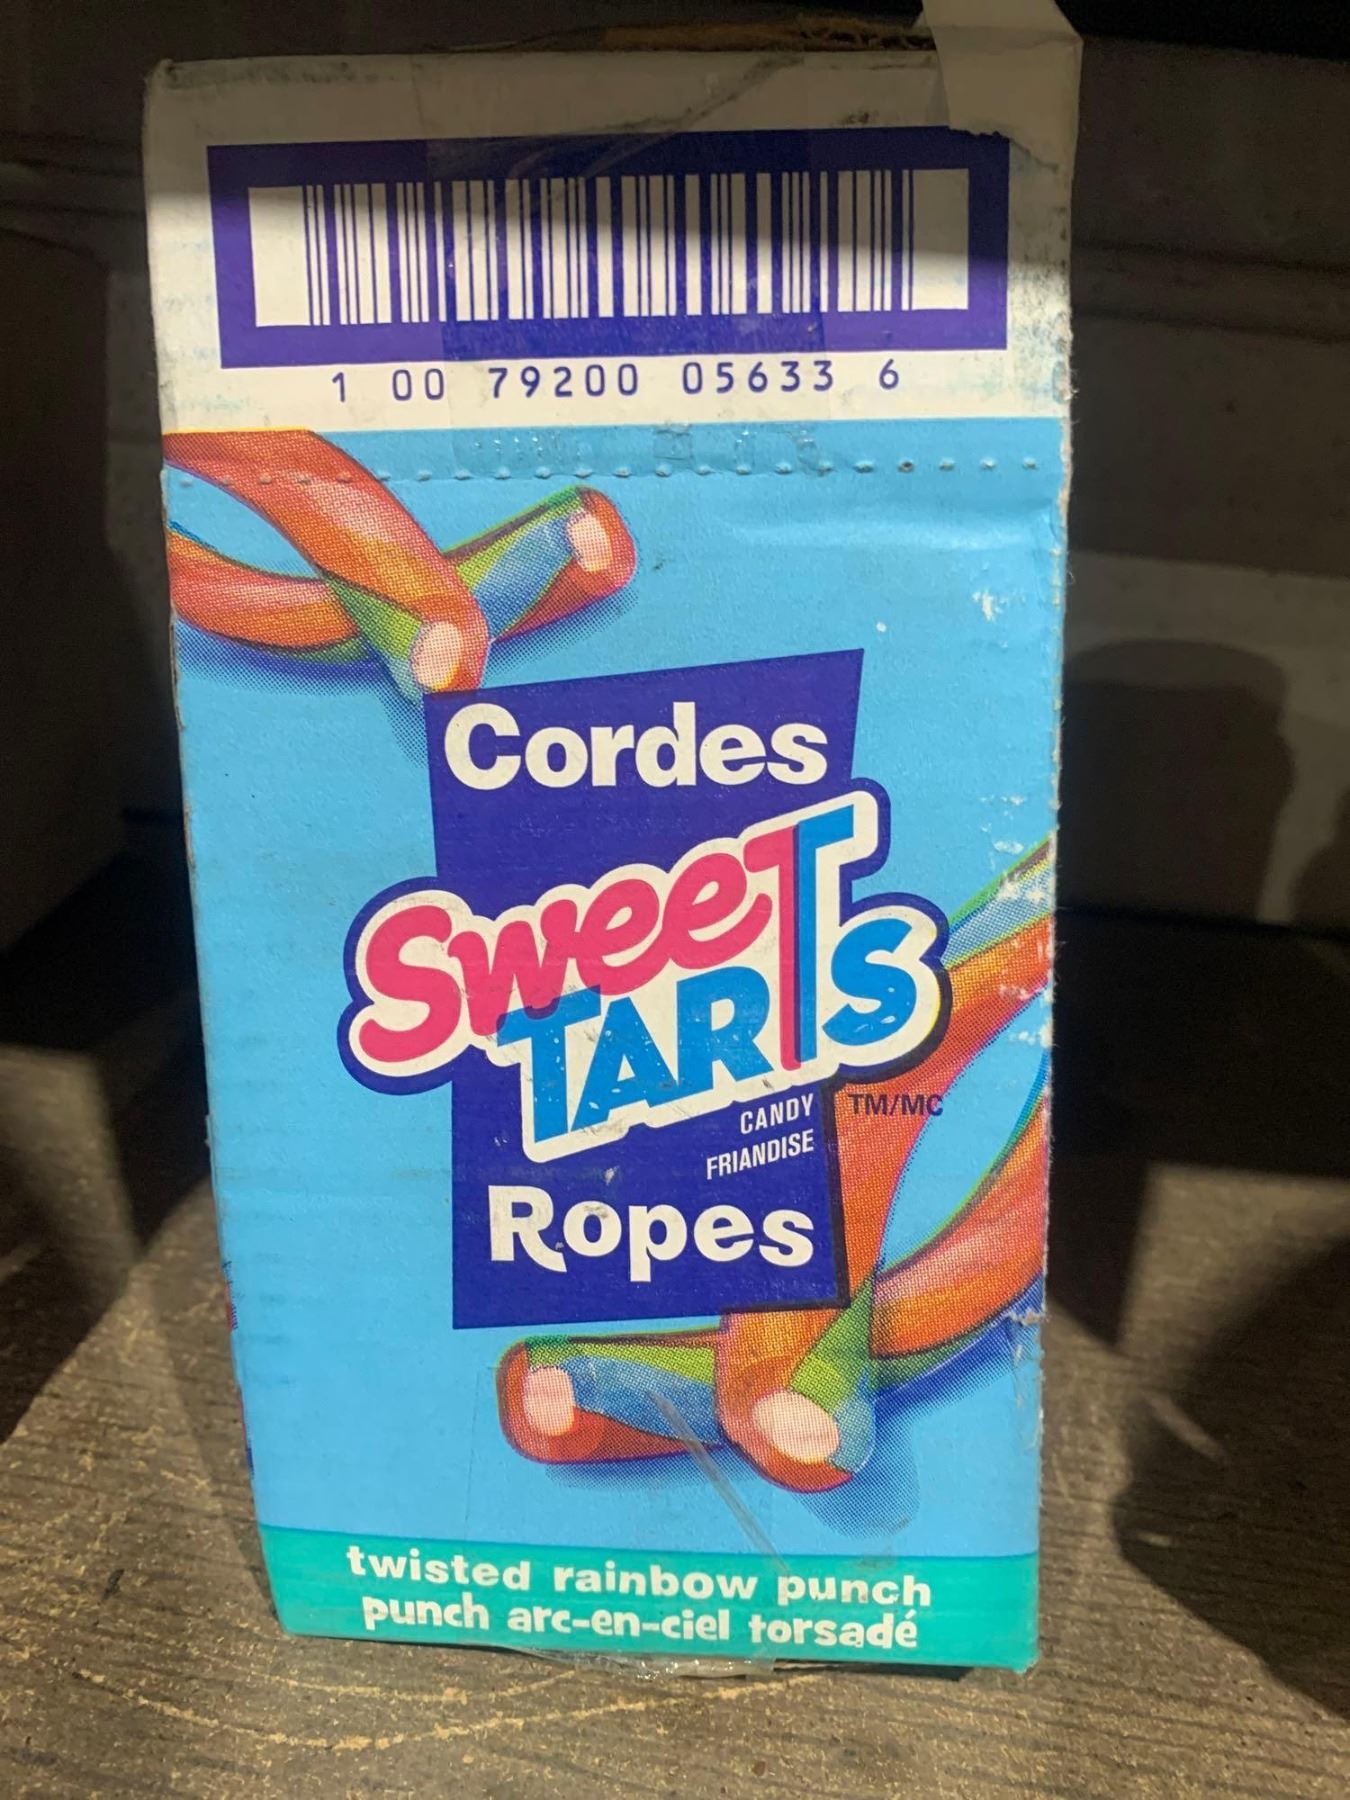 1 00 79200 05633 6
Cordes
SweeTARTS
TM/MC
CANDY
FRIANDISE
Ropes
twisted rainbow punch
punch arc-en-ciel torsadé